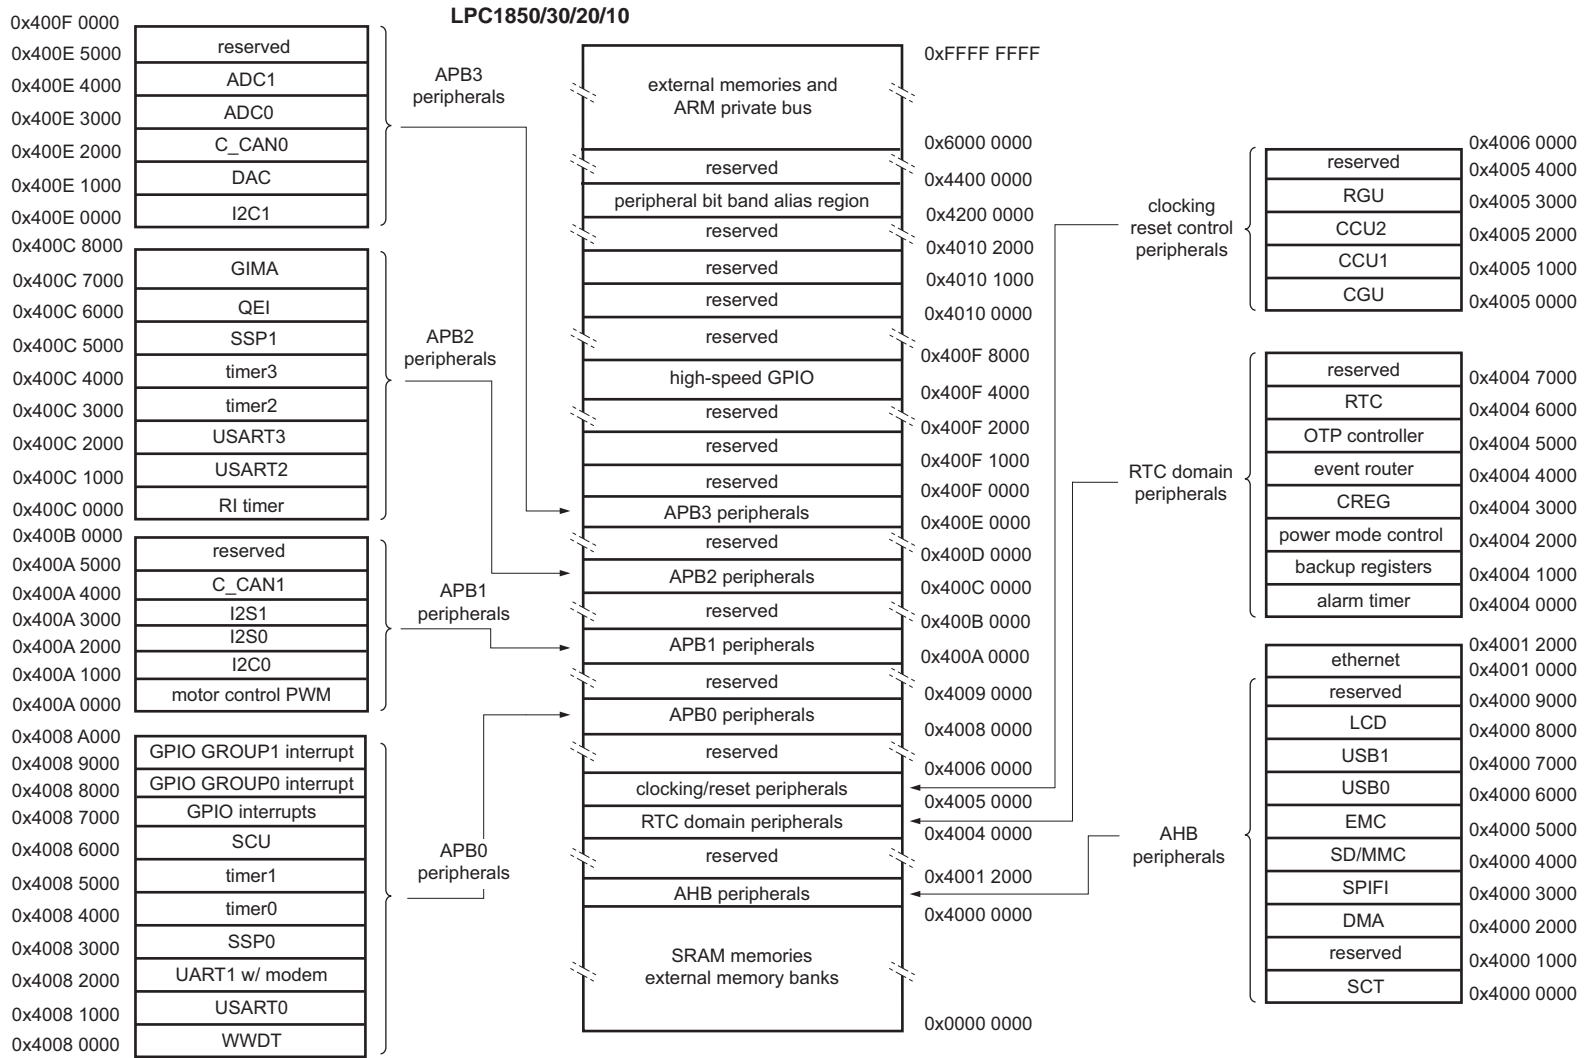 LPC1850/30/20/10
0x400F 0000
reserved
0x400E 5000
ADC1
0x400E 4000
ADC0
0x400E 3000
C_CAN0
0x400E 2000
DAC
0x400E 1000
I2C1
0x400E 0000
APB3
peripherals
0x400C 8000
GIMA
0x400C 7000
QEI
0x400C 6000
SSP1
0x400C 5000
timer3
0x400C 4000
timer2
0x400C 3000
USART3
0x400C 2000
USART2
0x400C 1000
RI timer
0x400C 0000
APB2
peripherals
0x400B 0000
reserved
0x400A 5000
C_CAN1
0x400A 4000
I2S1
0x400A 3000
I2S0
0x400A 2000
I2C0
0x400A 1000
motor control PWM
0x400A 0000
APB1
peripherals
0x4008 A000
GPIO GROUP1 interrupt
0x4008 9000
GPIO GROUP0 interrupt
0x4008 8000
GPIO interrupts
0x4008 7000
SCU
0x4008 6000
timer1
0x4008 5000
timer0
0x4008 4000
SSP0
0x4008 3000
UART1 w/ modem
0x4008 2000
USART0
0x4008 1000
WWDT
0x4008 0000
APB0
peripherals
0xFFFF FFFF
external memories and
ARM private bus
0x6000 0000
reserved
0x4400 0000
peripheral bit band alias region
0x4200 0000
reserved
0x4010 2000
reserved
0x4010 1000
reserved
0x4010 0000
reserved
0x400F 8000
high-speed GPIO
0x400F 4000
reserved
0x400F 2000
reserved
0x400F 1000
reserved
0x400F 0000
APB3 peripherals
0x400E 0000
reserved
0x400D 0000
APB2 peripherals
0x400C 0000
reserved
0x400B 0000
APB1 peripherals
0x400A 0000
reserved
0x4009 0000
APB0 peripherals
0x4008 0000
reserved
0x4006 0000
clocking/reset peripherals
0x4005 0000
RTC domain peripherals
0x4004 0000
reserved
0x4001 2000
AHB peripherals
0x4000 0000
SRAM memories
external memory banks
0x0000 0000
clocking
reset control
peripherals
0x4006 0000
reserved
0x4005 4000
RGU
0x4005 3000
CCU2
0x4005 2000
CCU1
0x4005 1000
CGU
0x4005 0000
RTC domain
peripherals
reserved
0x4004 7000
RTC
0x4004 6000
OTP controller
0x4004 5000
event router
0x4004 4000
CREG
0x4004 3000
power mode control
0x4004 2000
backup registers
0x4004 1000
alarm timer
0x4004 0000
AHB
peripherals
0x4001 2000
ethernet
0x4001 0000
reserved
0x4000 9000
LCD
0x4000 8000
USB1
0x4000 7000
USB0
0x4000 6000
EMC
0x4000 5000
SD/MMC
0x4000 4000
SPIFI
0x4000 3000
DMA
0x4000 2000
reserved
0x4000 1000
SCT
0x4000 0000